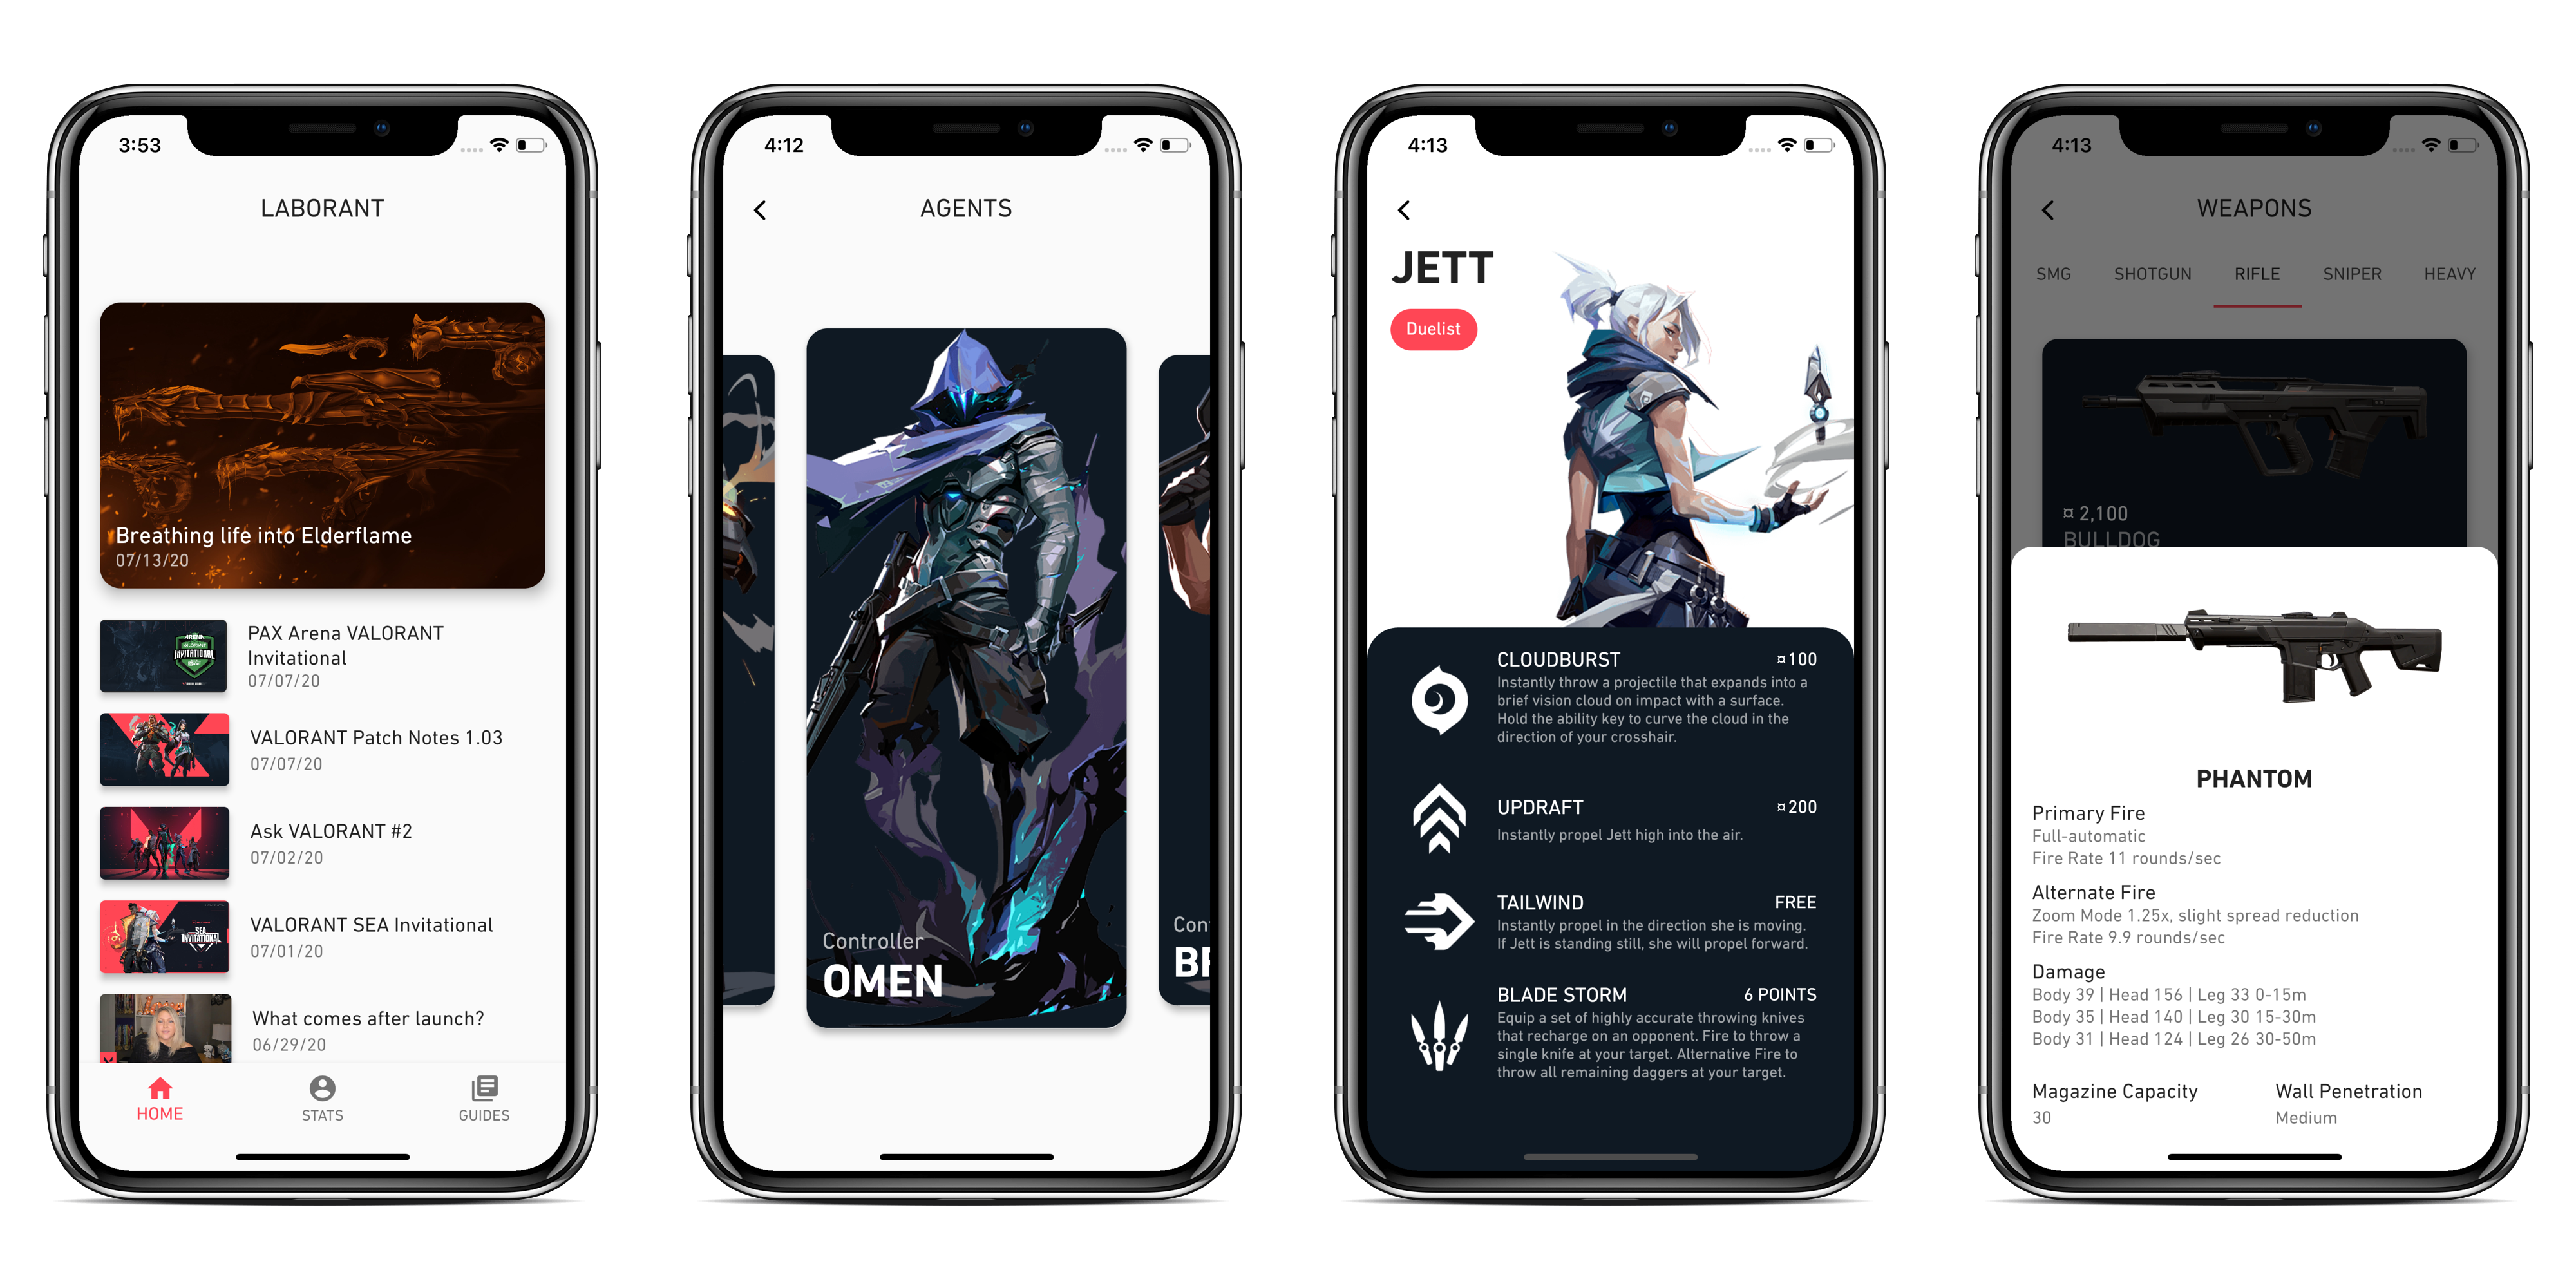 3:53
LABORANT
Breathing life into Elderflame
07/13/20
ARENA
VALORANT
INVITATIONAL
PAX Arena VALORANT
Invitational
07/07/20
VALORANT Patch Notes 1.03
07/07/20
Ask VALORANT #2
07/02/20
SEA
INVITATIONAL
VALORANT SEA Invitational
07/01/20
What comes after launch?
06/29/20
HOME
STATS
GUIDES
4:12
AGENTS
Controller
OMEN
Con
4:13
JETT
Duelist
CLOUDBURST ¤100
Instantly throw a projectile that expands into a
brief vision cloud on impact with a surface.
Hold the ability key to curve the cloud in the
direction of your crosshair.
UPDRAFT ¤200
Instantly propel Jett high into the air.
TAILWIND FREE
Instantly propel in the direction she is moving.
If Jett is standing still, she will propel forward.
BLADE STORM 6 POINTS
Equip a set of highly accurate throwing knives
that recharge on an opponent. Fire to throw a
single knife at your target. Alternative Fire to
throw all remaining daggers at your target.
4:13
WEAPONS
SMG SHOTGUN RIFLE SNIPER HEAVY
¤ 2,100
BULLDOG
PHANTOM
Primary Fire
Full-automatic
Fire Rate 11 rounds/sec
Alternate Fire
Zoom Mode 1.25x, slight spread reduction
Fire Rate 9.9 rounds/sec
Damage
Body 39 | Head 156 | Leg 33 0-15m
Body 35 | Head 140 | Leg 30 15-30m
Body 31 | Head 124 | Leg 26 30-50m
Magazine Capacity Wall Penetration
30 Medium